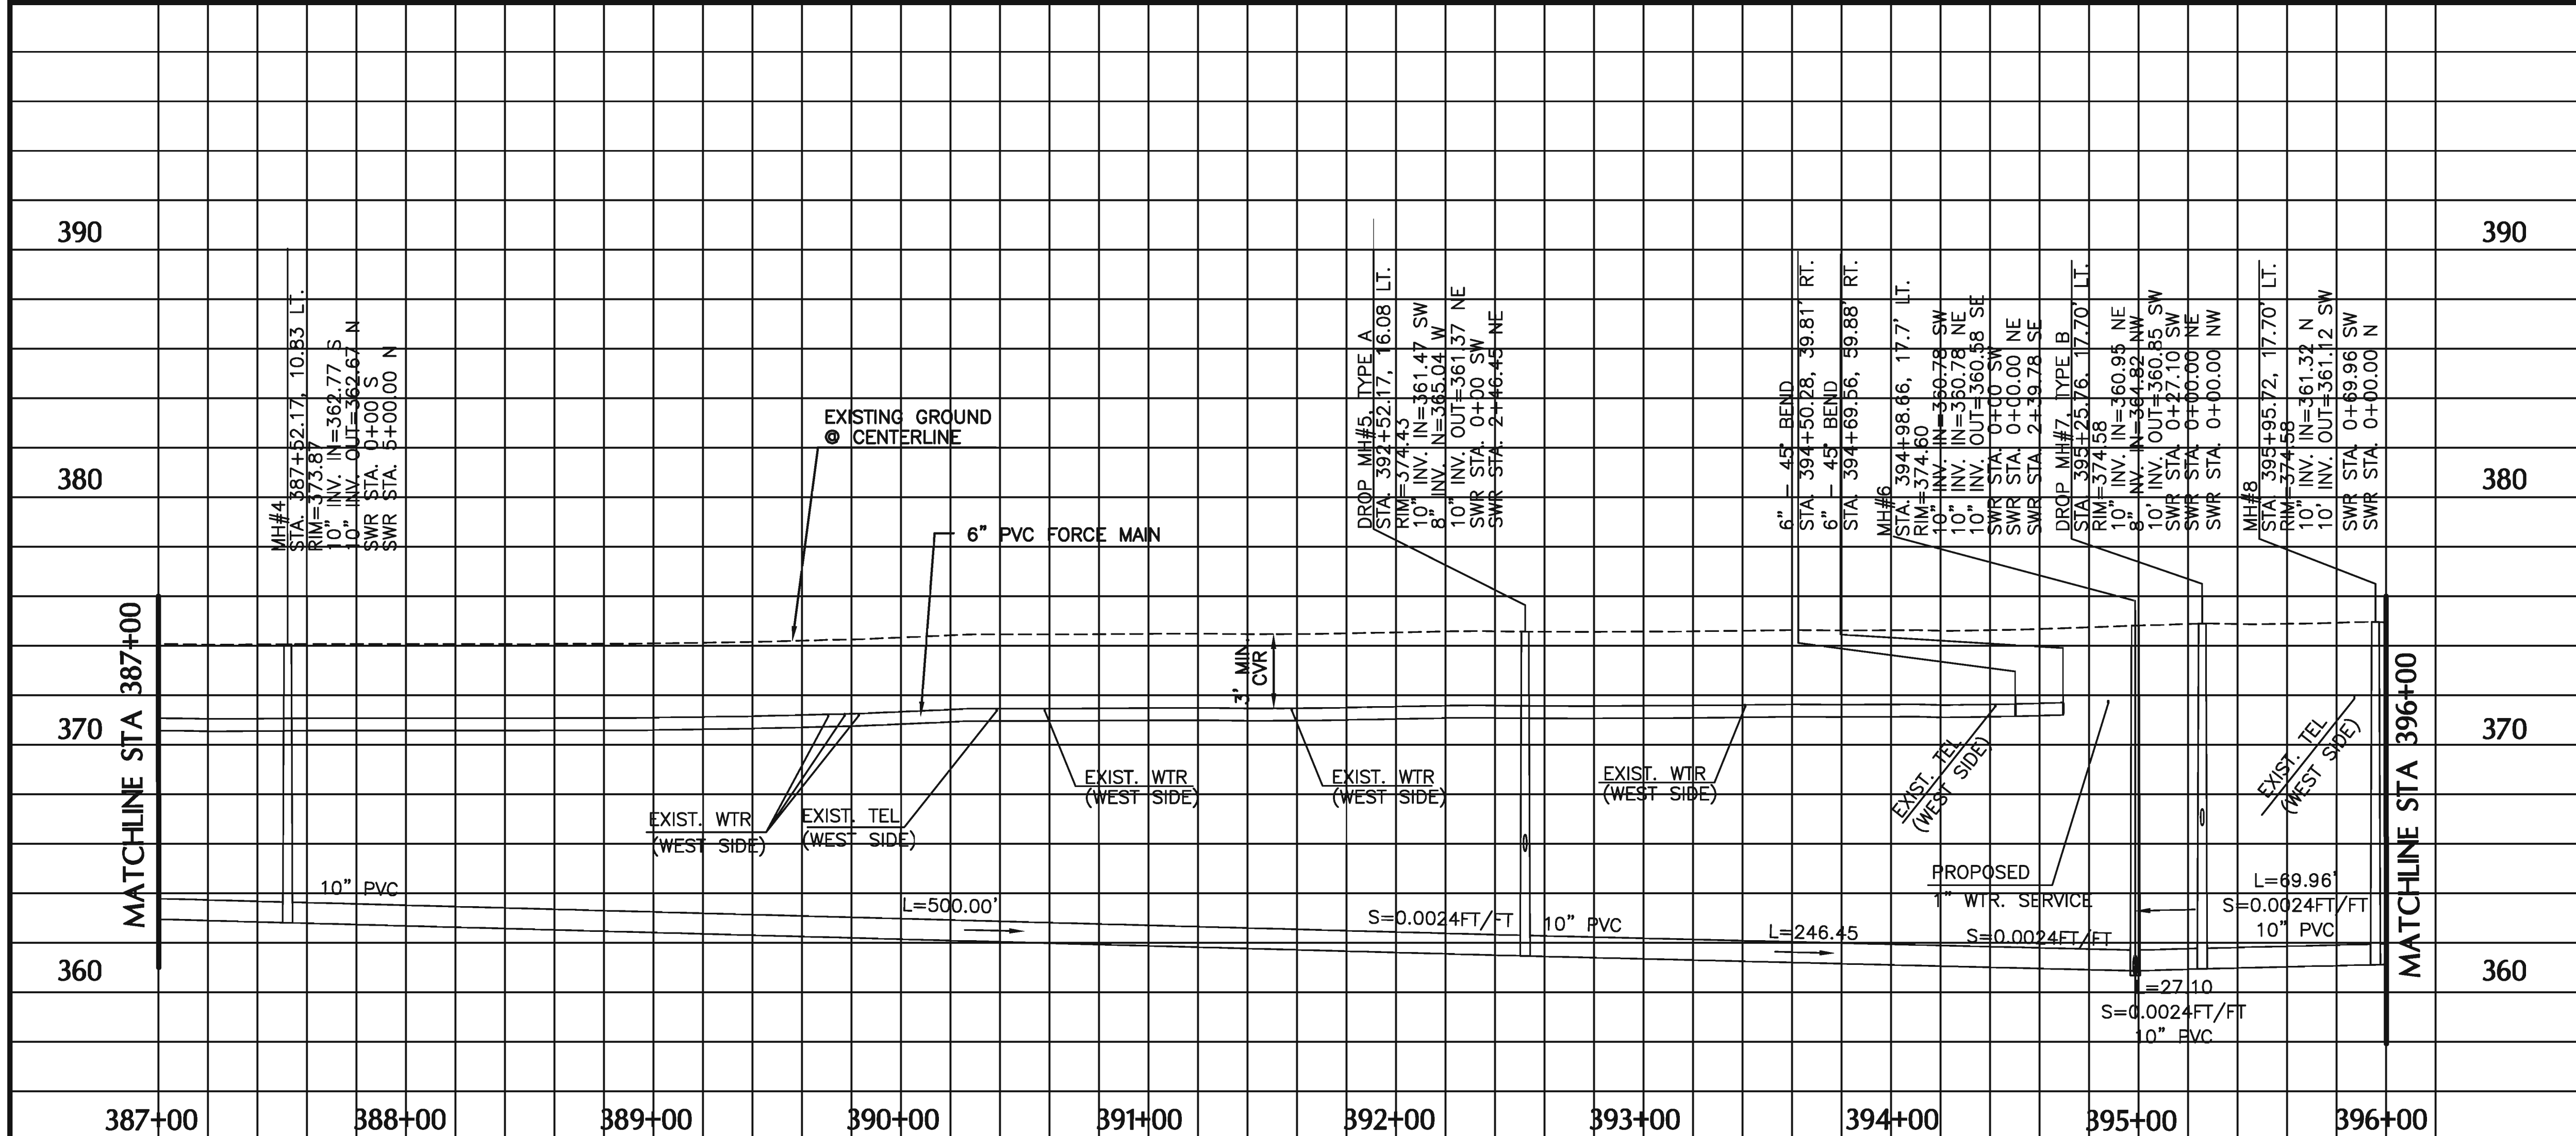 390
390
380
380
370
370
360
360
MATCHLINE STA 387+00
MH#4
STA. 387+52.17, 10.83 LT.
RIM=373.87
10" INV. IN=362.77 S
10" INV. OUT=362.67 N
SWR STA. 0+00 S
SWR STA. 5+00.00 N
EXISTING GROUND
@ CENTERLINE
6" PVC FORCE MAIN
DROP MH#5, TYPE A
STA. 392+52.17, 16.08 LT.
RIM=374.43
10" INV. IN=361.47 SW
8" INV. IN=365.04 W
10" INV. OUT=361.37 NE
SWR STA. 0+00 SW
SWR STA. 2+46.45 NE
6" - 45° BEND
STA. 394+50.28, 39.81' RT.
6" - 45° BEND
STA. 394+69.56, 59.88' RT.
MH#6
STA. 394+98.66, 17.7' LT.
RIM=374.60
10" INV. IN=360.78 SW
10" INV. IN=360.78 NE
10" INV. OUT=360.58 SE
SWR STA. 0+00 SW
SWR STA. 0+00.00 NE
SWR STA. 2+39.78 SE
DROP MH#7, TYPE B
STA. 395+25.76, 17.70' LT.
RIM=374.58
10" INV. IN=360.95 NE
8" INV. IN=364.82 NW
10' INV. OUT=360.85 SW
SWR STA. 0+27.10 SW
SWR STA. 0+00.00 NE
SWR STA. 0+00.00 NW
MH#8
STA. 395+95.72, 17.70' LT.
RIM=374.58
10" INV. IN=361.32 N
10' INV. OUT=361.12 SW
SWR STA. 0+69.96 SW
SWR STA. 0+00.00 N
3' MIN.
CVR
EXIST. WTR
(WEST SIDE)
EXIST. TEL
(WEST SIDE)
EXIST. WTR
(WEST SIDE)
EXIST. WTR
(WEST SIDE)
EXIST. WTR
(WEST SIDE)
EXIST. TEL
(WEST SIDE)
EXIST. TEL
(WEST SIDE)
PROPOSED
1" WTR. SERVICE
10" PVC
L=500.00'
S=0.0024FT/FT
10" PVC
L=246.45
S=0.0024FT/FT
L=69.96'
S=0.0024FT/FT
10" PVC
L=27.10
S=0.0024FT/FT
10" PVC
MATCHLINE STA 396+00
387+00
388+00
389+00
390+00
391+00
392+00
393+00
394+00
395+00
396+00